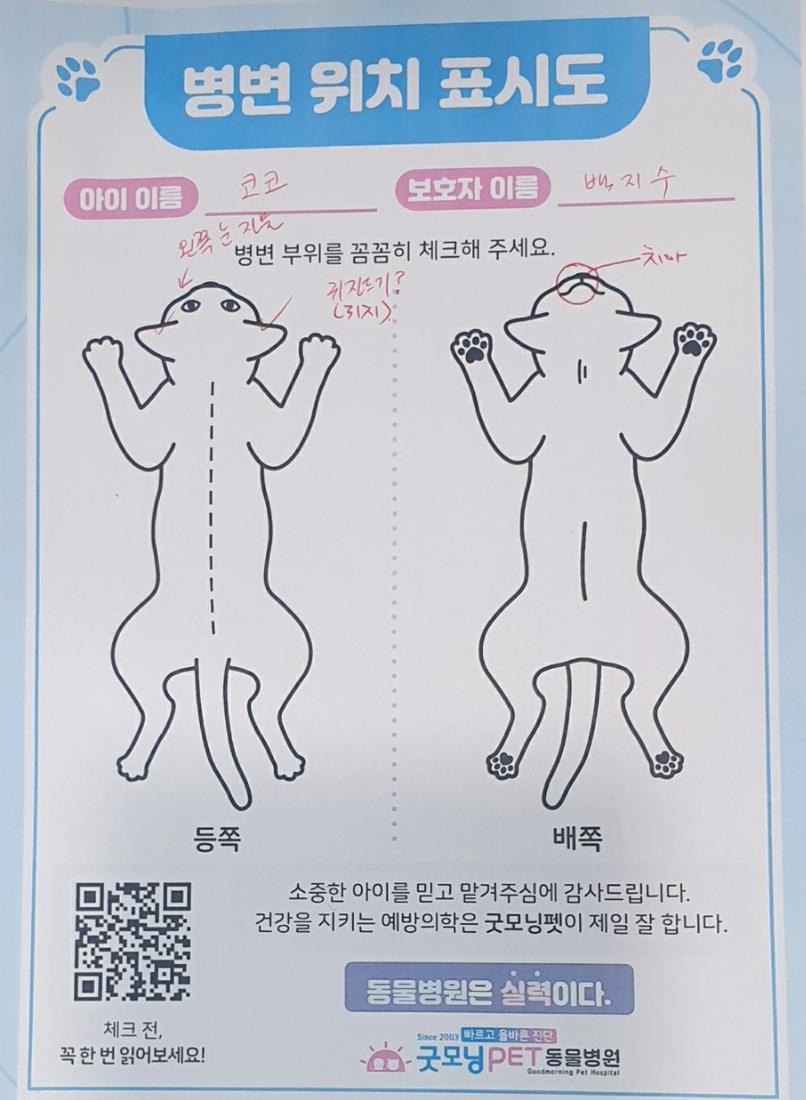 병변 위치 표시도
아이 이름 코코
보호자 이름 백지수
왼쪽 눈 진물
병변 부위를 꼼꼼히 체크해 주세요.
치아
귀진드기?
(귀지)
등쪽
배쪽
소중한 아이를 믿고 맡겨주심에 감사드립니다.
건강을 지키는 예방의학은 굿모닝펫이 제일 잘 합니다.
동물병원은 실력이다.
체크 전,
꼭 한 번 읽어보세요!
Since 2003 빠르고 올바른 진단
굿모닝PET동물병원
Goodmorning Pet Hospital